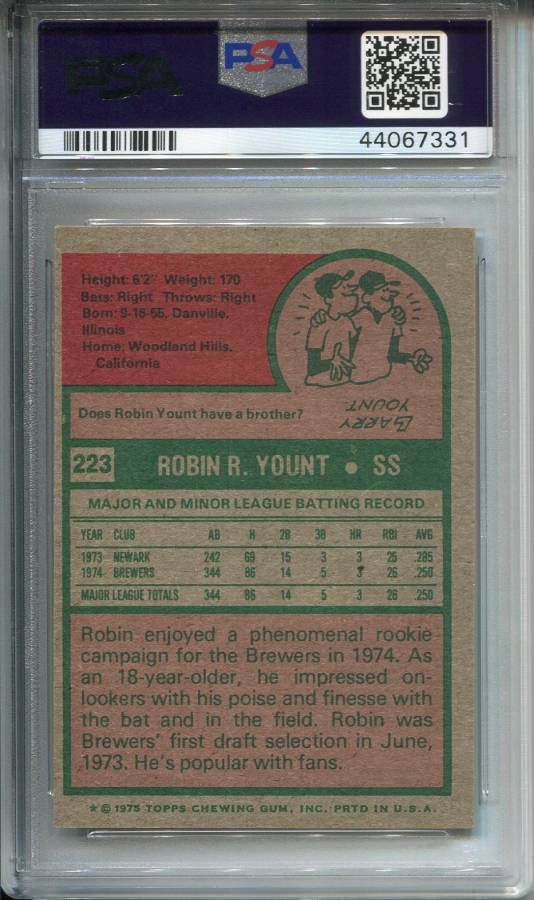 PSA
PSA
44067331
Height: 6'2" Weight: 170
Bats: Right Throws: Right
Born: 9-16-55, Danville,
Illinois
Home: Woodland Hills,
California
Does Robin Yount have a brother?
BARRY
YOUNT
223 ROBIN R. YOUNT • SS
MAJOR AND MINOR LEAGUE BATTING RECORD
YEAR CLUB AB H 2B 3B HR RBI AVG
1973 NEWARK 242 69 15 3 3 25 .285
1974 BREWERS 344 86 14 5 3 26 .250
MAJOR LEAGUE TOTALS 344 86 14 5 3 26 .250
Robin enjoyed a phenomenal rookie
campaign for the Brewers in 1974. As
an 18-year-older, he impressed on-
lookers with his poise and finesse with
the bat and in the field. Robin was
Brewers' first draft selection in June,
1973. He's popular with fans.
* © 1975 TOPPS CHEWING GUM, INC. PRTD IN U.S.A.